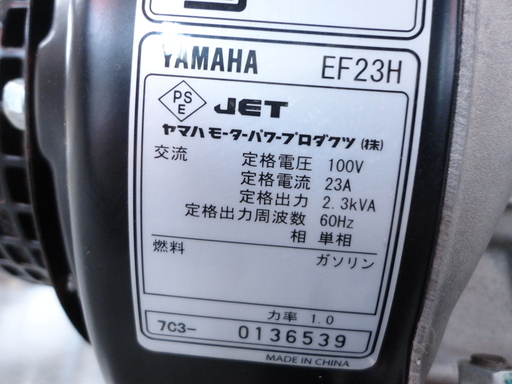 YAMAHA EF23H
PS E JET
ヤマハモーターパワープロダクツ(株)
交流 定格電圧 100V
定格電流 23A
定格出力 2.3kVA
定格出力周波数 60Hz
相 単相
燃料 ガソリン
力率 1.0
7C3- 0136539
MADE IN CHINA